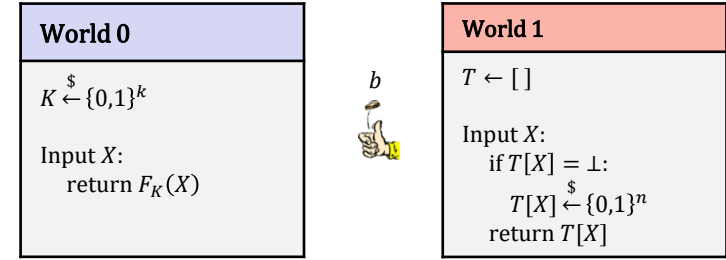 World 0
K ←$ {0,1}^k
Input X:
return F_K(X)
b
World 1
T ← [ ]
Input X:
if T[X] = ⊥:
T[X] ←$ {0,1}^n
return T[X]